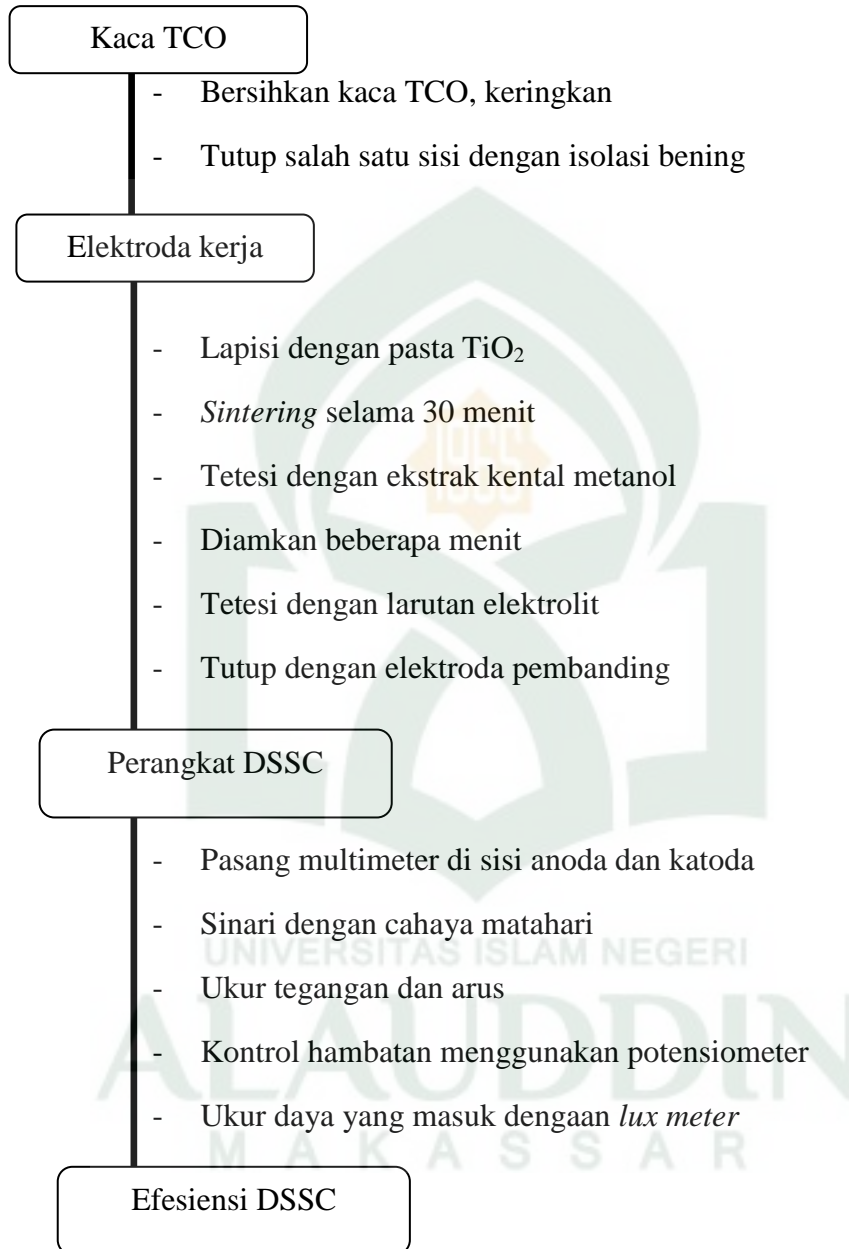 Kaca TCO
- Bersihkan kaca TCO, keringkan
- Tutup salah satu sisi dengan isolasi bening
Elektroda kerja
- Lapisi dengan pasta TiO₂
- Sintering selama 30 menit
- Tetesi dengan ekstrak kental metanol
- Diamkan beberapa menit
- Tetesi dengan larutan elektrolit
- Tutup dengan elektroda pembanding
Perangkat DSSC
- Pasang multimeter di sisi anoda dan katoda
- Sinari dengan cahaya matahari
UNIVERSITAS ISLAM NEGERI
- Ukur tegangan dan arus
ALAUDDIN
- Kontrol hambatan menggunakan potensiometer
- Ukur daya yang masuk dengaan lux meter
MAKASSAR
Efesiensi DSSC
1965